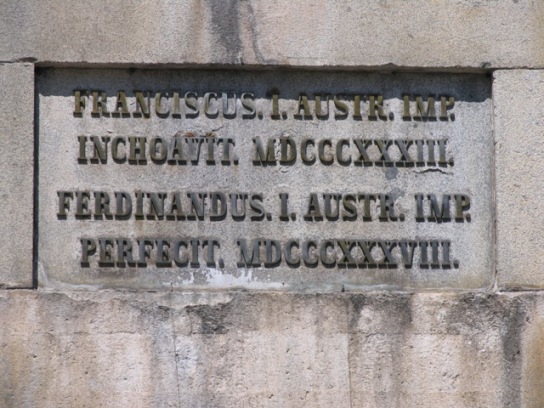 FRANCISCUS. I. AUSTR. IMP.
INCHOAVIT. MDCCCXXXIII.
FERDINANDUS. I. AUSTR. IMP.
PERFECIT. MDCCCXXXVIII.